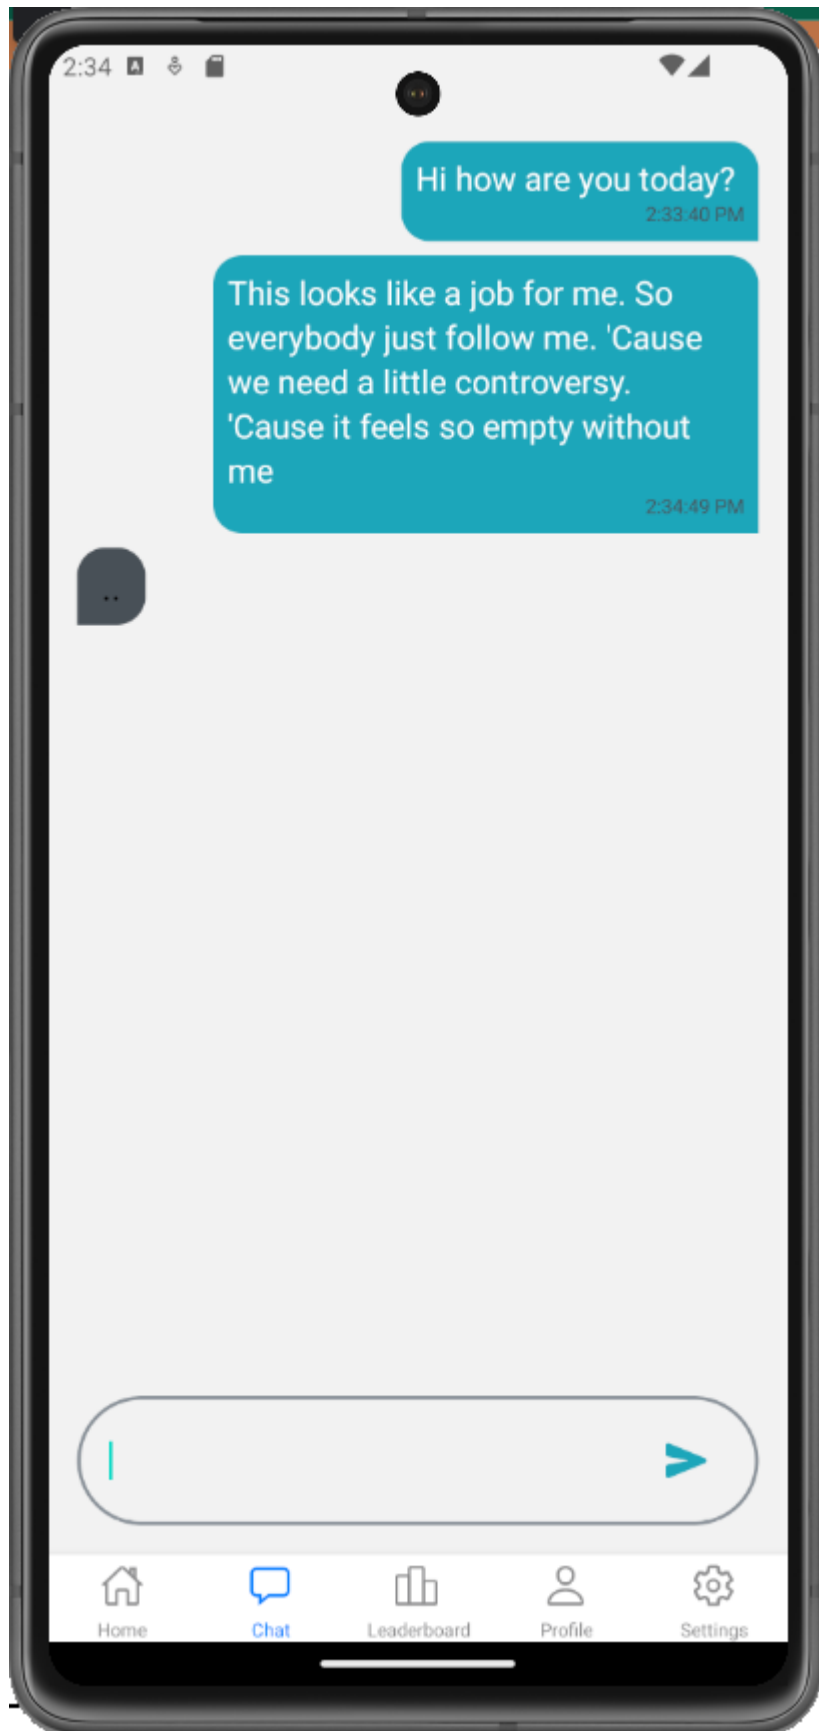 2:34
Hi how are you today?
2:33:40 PM
This looks like a job for me. So
everybody just follow me. 'Cause
we need a little controversy.
'Cause it feels so empty without
me
2:34:49 PM
..
Home Chat Leaderboard Profile Settings